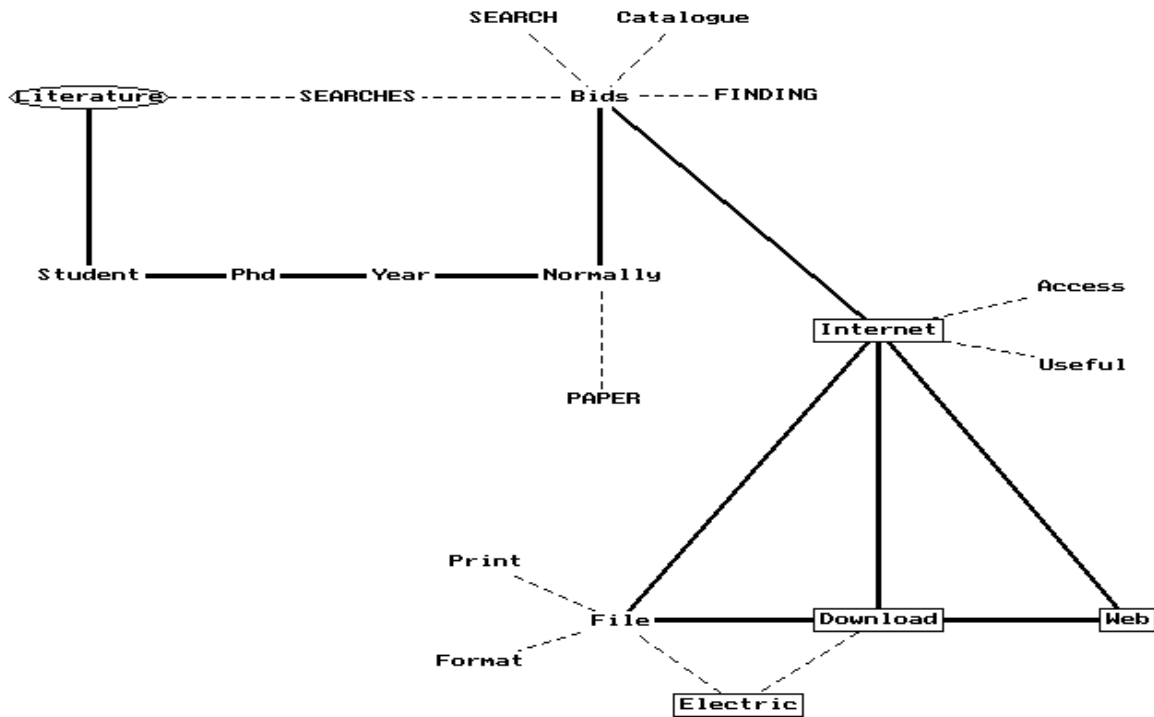 SEARCH Catalogue
Literature SEARCHES Bids FINDING
Student Phd Year Normally
Access
Internet
Useful
PAPER
Print
File Download Web
Format
Electric